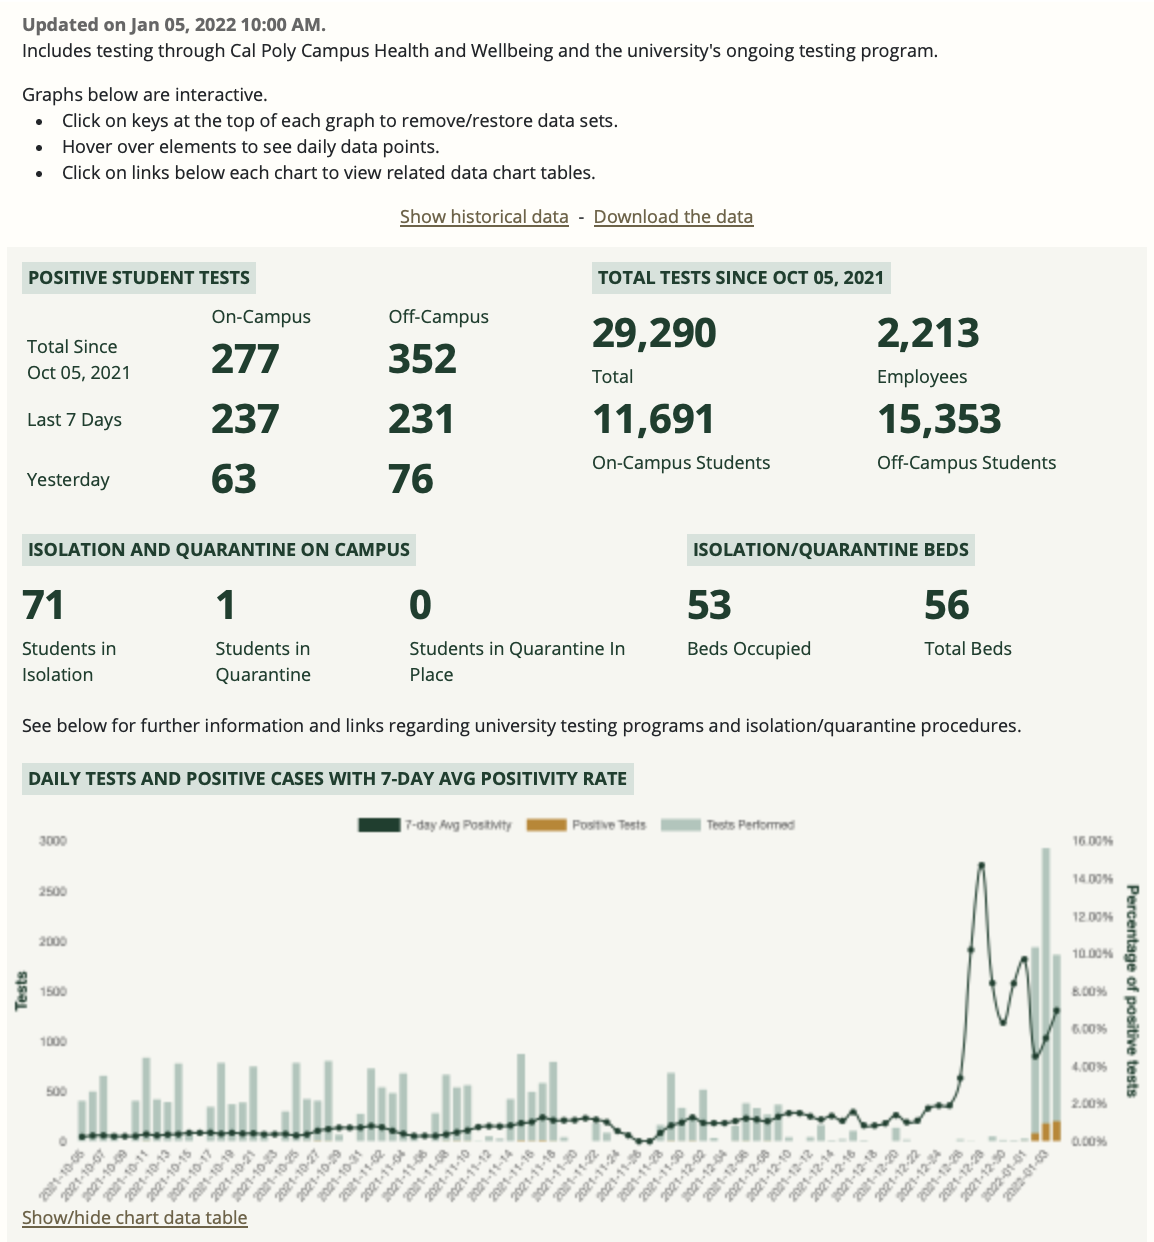 Updated on Jan 05, 2022 10:00 AM.
Includes testing through Cal Poly Campus Health and Wellbeing and the university's ongoing testing program.
Graphs below are interactive.
• Click on keys at the top of each graph to remove/restore data sets.
• Hover over elements to see daily data points.
• Click on links below each chart to view related data chart tables.
Show historical data - Download the data
POSITIVE STUDENT TESTS
On-Campus Off-Campus
Total Since
Oct 05, 2021
277 352
Last 7 Days 237 231
Yesterday 63 76
TOTAL TESTS SINCE OCT 05, 2021
29,290 2,213
Total Employees
11,691 15,353
On-Campus Students Off-Campus Students
ISOLATION AND QUARANTINE ON CAMPUS
71 1 0
Students in Isolation
Students in Quarantine
Students in Quarantine In Place
ISOLATION/QUARANTINE BEDS
53 56
Beds Occupied Total Beds
See below for further information and links regarding university testing programs and isolation/quarantine procedures.
DAILY TESTS AND POSITIVE CASES WITH 7-DAY AVG POSITIVITY RATE
7-day Avg Positivity Positive Tests Tests Performed
Tests
3000
2500
2000
1500
1000
500
0
16.00%
14.00%
12.00%
10.00%
8.00%
6.00%
4.00%
2.00%
0.00%
Percentage of positive tests
2021-10-05
2021-10-07
2021-10-09
2021-10-11
2021-10-13
2021-10-15
2021-10-17
2021-10-19
2021-10-21
2021-10-23
2021-10-25
2021-10-27
2021-10-29
2021-10-31
2021-11-02
2021-11-04
2021-11-06
2021-11-08
2021-11-10
2021-11-12
2021-11-14
2021-11-16
2021-11-18
2021-11-20
2021-11-22
2021-11-24
2021-11-26
2021-11-28
2021-11-30
2021-12-02
2021-12-04
2021-12-06
2021-12-08
2021-12-10
2021-12-12
2021-12-14
2021-12-16
2021-12-18
2021-12-20
2021-12-22
2021-12-24
2021-12-26
2021-12-28
2021-12-30
2022-01-01
2022-01-03
Show/hide chart data table